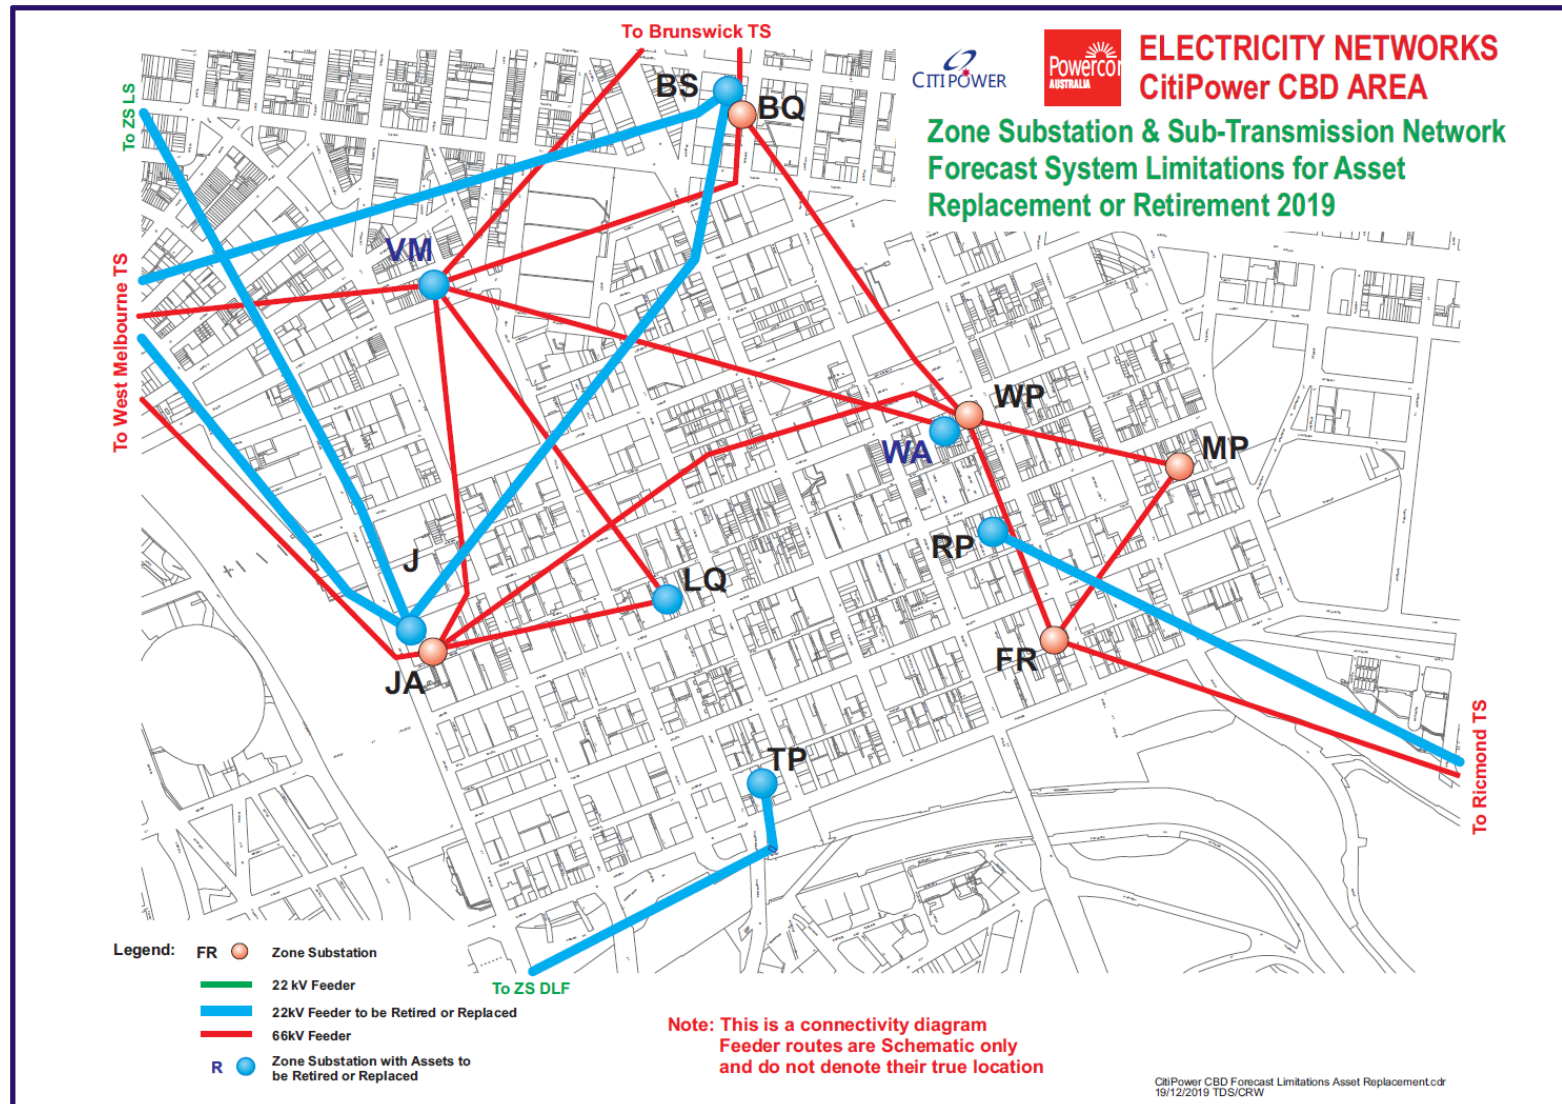 To Brunswick TS
CITIPOWER
Powercor
AUSTRALIA
ELECTRICITY NETWORKS
CitiPower CBD AREA
Zone Substation & Sub-Transmission Network
Forecast System Limitations for Asset
Replacement or Retirement 2019
To ZS LS
BS
BQ
VM
To West Melbourne TS
WP
WA
MP
RP
J
LQ
FR
JA
TP
To Ricmond TS
To ZS DLF
Legend:
FR
Zone Substation
22 kV Feeder
22kV Feeder to be Retired or Replaced
66kV Feeder
R
Zone Substation with Assets to
be Retired or Replaced
Note: This is a connectivity diagram
Feeder routes are Schematic only
and do not denote their true location
CitiPower CBD Forecast Limitations Asset Replacement.cdr
19/12/2019 TDS/CRW